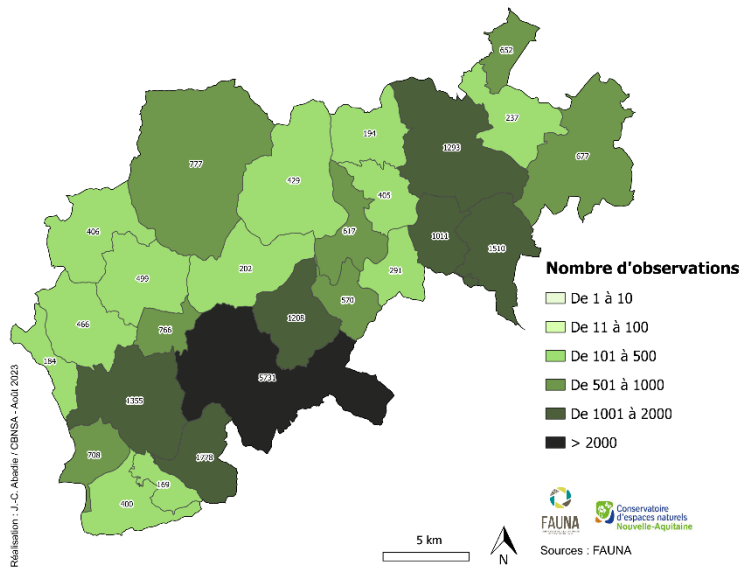 652
237
677
194
1293
777
429
405
406
617
1011
1510
499
202
291
570
1208
466
766
184
5731
1355
708
1778
169
400
Nombre d'observations
De 1 à 10
De 11 à 100
De 101 à 500
De 501 à 1000
De 1001 à 2000
> 2000
Réalisation : J.-C. Abadie / CBNSA - Août 2023
5 km
N
FAUNA
Conservatoire
d'espaces naturels
Nouvelle-Aquitaine
Sources : FAUNA